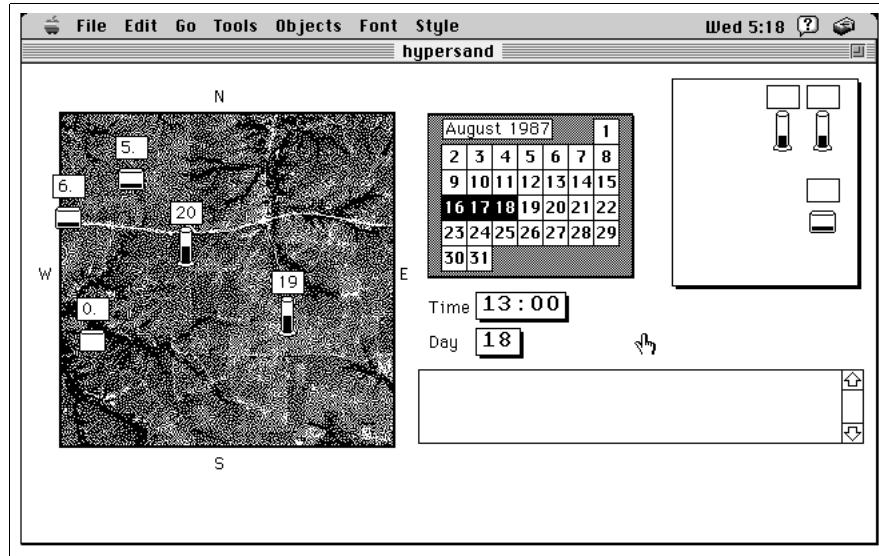 File Edit Go Tools Objects Font Style Wed 5:18
hypersand
N
5.
6.
20
W
E
19
0.
S
August 1987 1
2 3 4 5 6 7 8
9 10 11 12 13 14 15
16 17 18 19 20 21 22
23 24 25 26 27 28 29
30 31
Time 13:00
Day 18